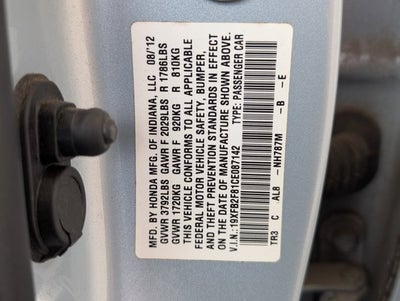 MFD. BY HONDA MFG. OF INDIANA, LLC 08/'12
GVWR 3792LBS GAWR F 2029LBS R 1786LBS
GVWR 1720KG GAWR F 920KG R 810KG
THIS VEHICLE CONFORMS TO ALL APPLICABLE
FEDERAL MOTOR VEHICLE SAFETY, BUMPER,
AND THEFT PREVENTION STANDARDS IN EFFECT
ON THE DATE OF MANUFACTURE SHOWN ABOVE.
V.I.N.: 19XFB2F81CE087142 TYPE: PASSENGER CAR
TR3 C AL8 -NH787M -B -E